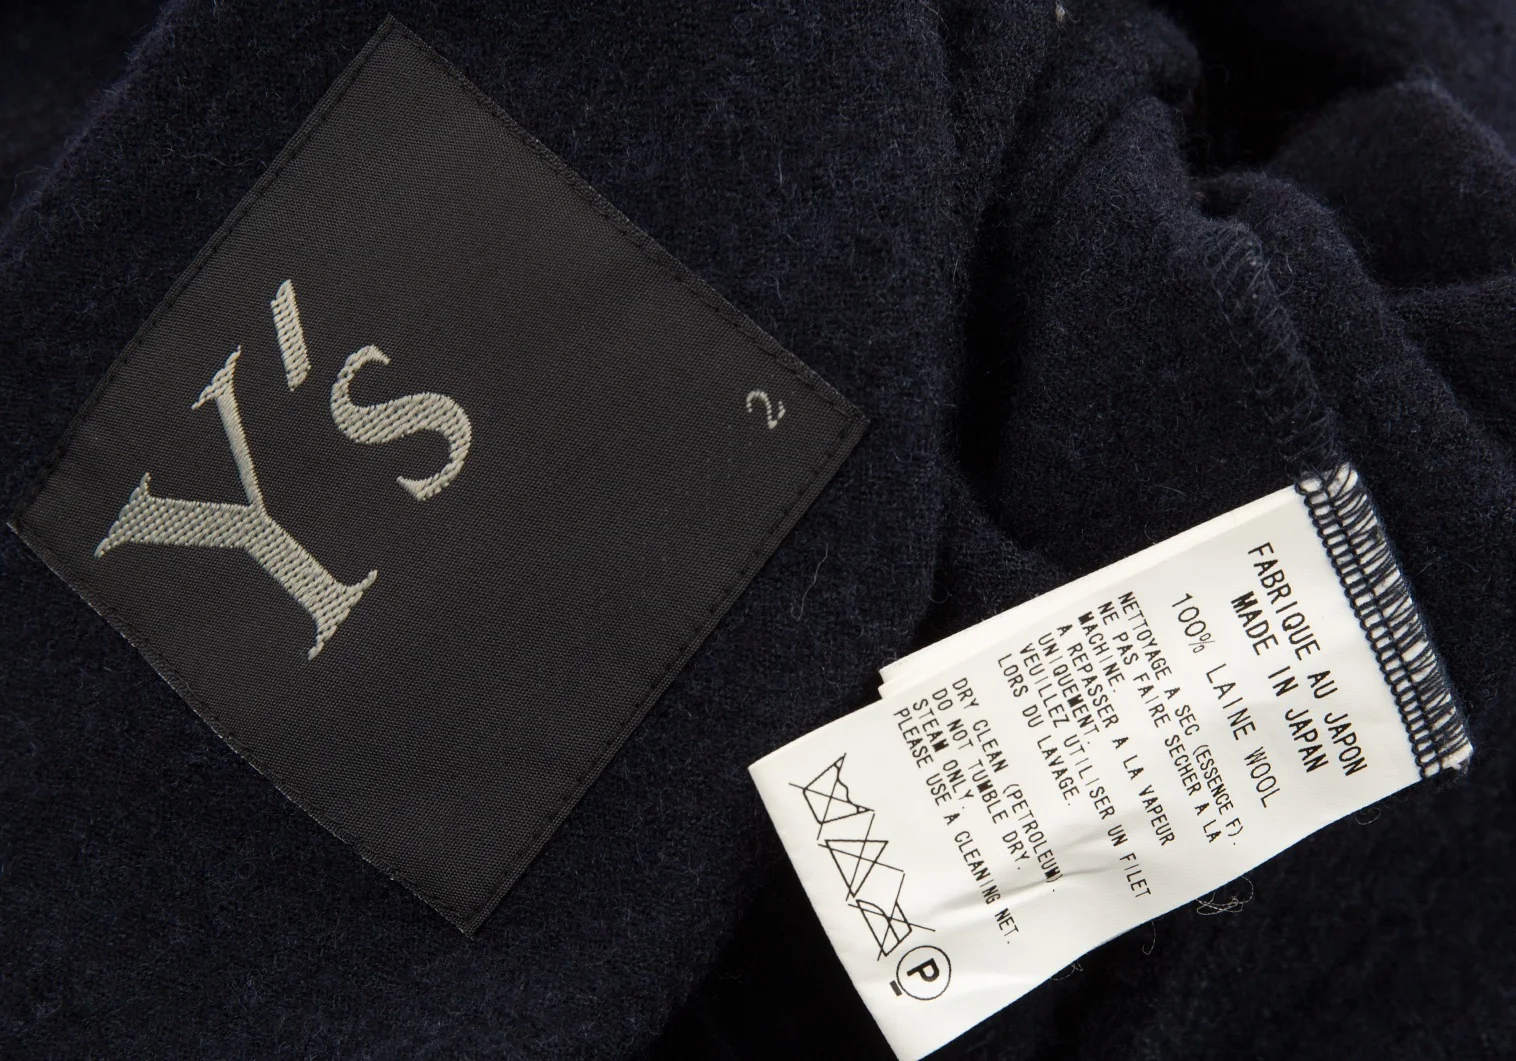 Y's
2
FABRIQUE AU JAPON
MADE IN JAPAN
100% LAINE WOOL
NETTOYAGE A SEC (ESSENCE F).
NE PAS FAIRE SECHER A LA
MACHINE.
A REPASSER A LA VAPEUR
UNIQUEMENT.
VEUILLEZ UTILISER UN FILET
LORS DU LAVAGE.
DRY CLEAN (PETROLEUM).
DO NOT TUMBLE DRY.
STEAM ONLY.
PLEASE USE A CLEANING NET.
P